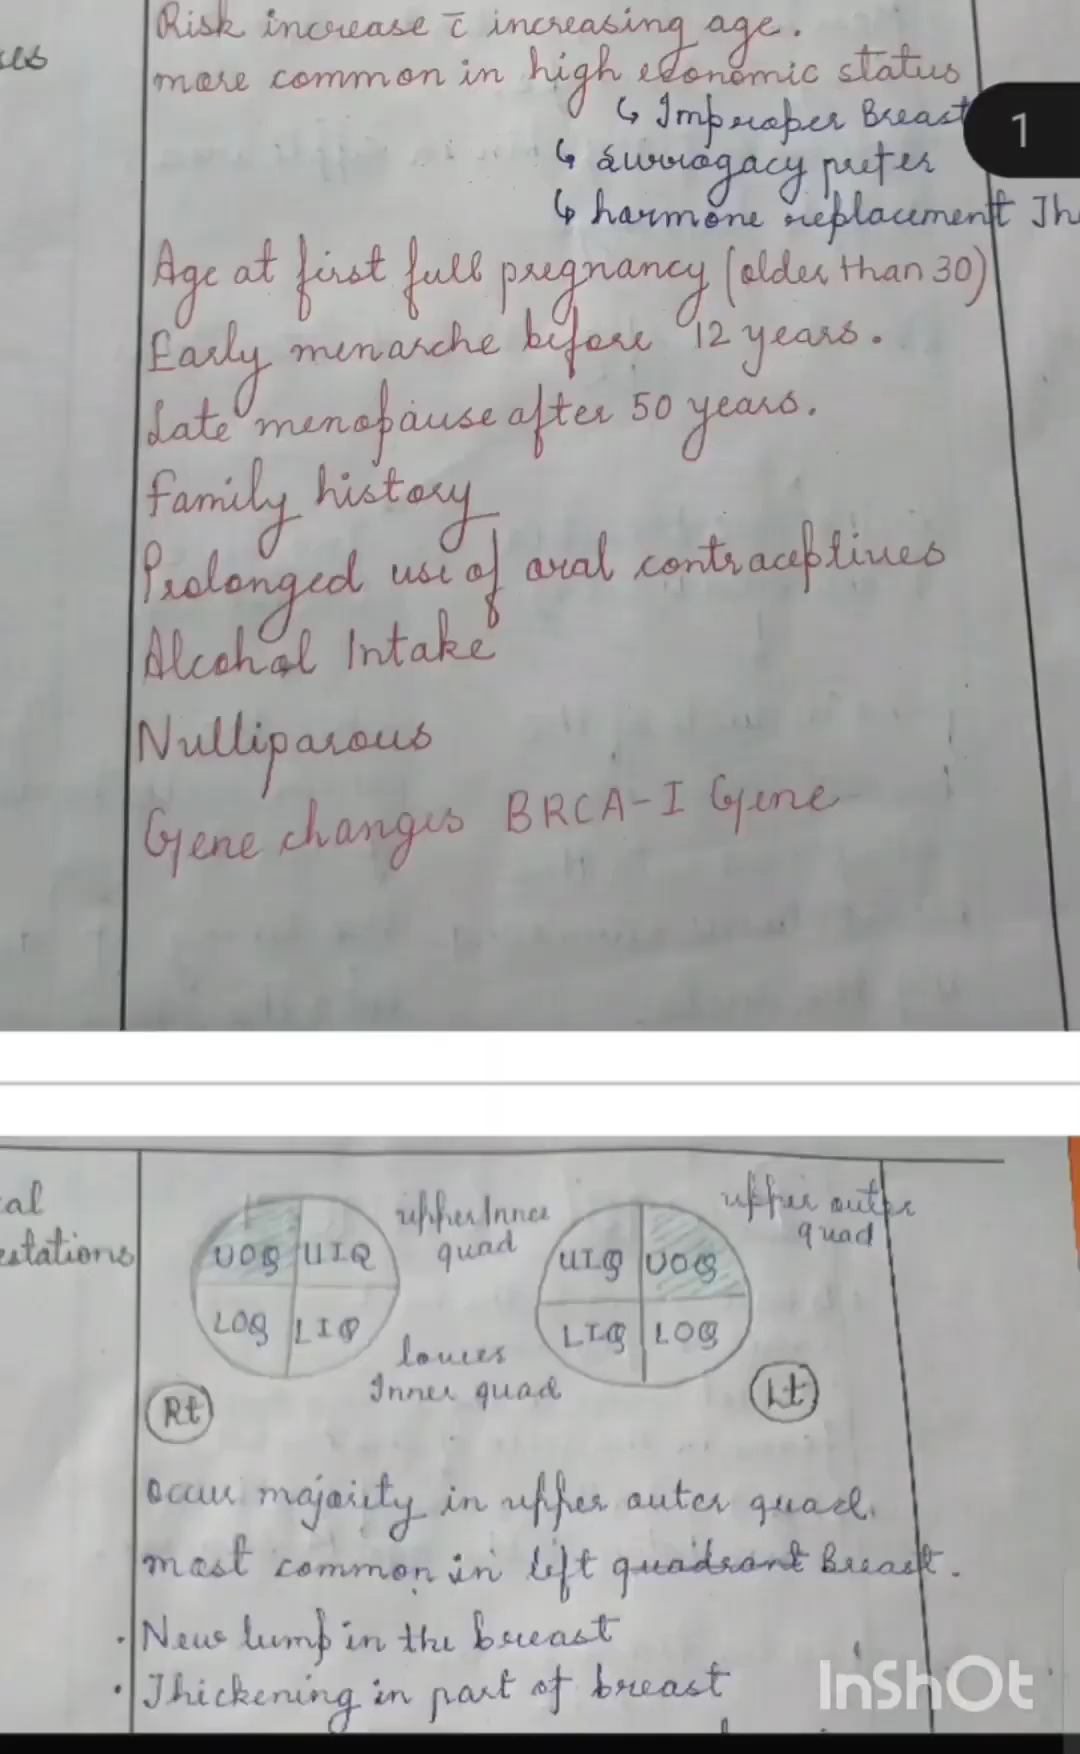 Risk increase c̄ increasing age.
ses
more common in high economic status
↳ Improper Breast
1
↳ surrogacy prefer
↳ harmone replacement The
Age at first full pregnancy (older than 30)
Early menarche before 12 years.
Late menopause after 50 years.
Family history
Prolonged use of oral contraceptives
Alcohol Intake
Nulliparous
Gene changes BRCA-I Gene
cal
estations
upper Inner
quad
upper outer
quad
UOQ UIQ
UIQ UOQ
LOQ LIQ
LIQ LOQ
lower
Inner quad
Rt
Lt
occur majority in upper outer quad.
most common in left quadrant Breast.
• New lump in the breast
• Thickening in part of breast
InShOt